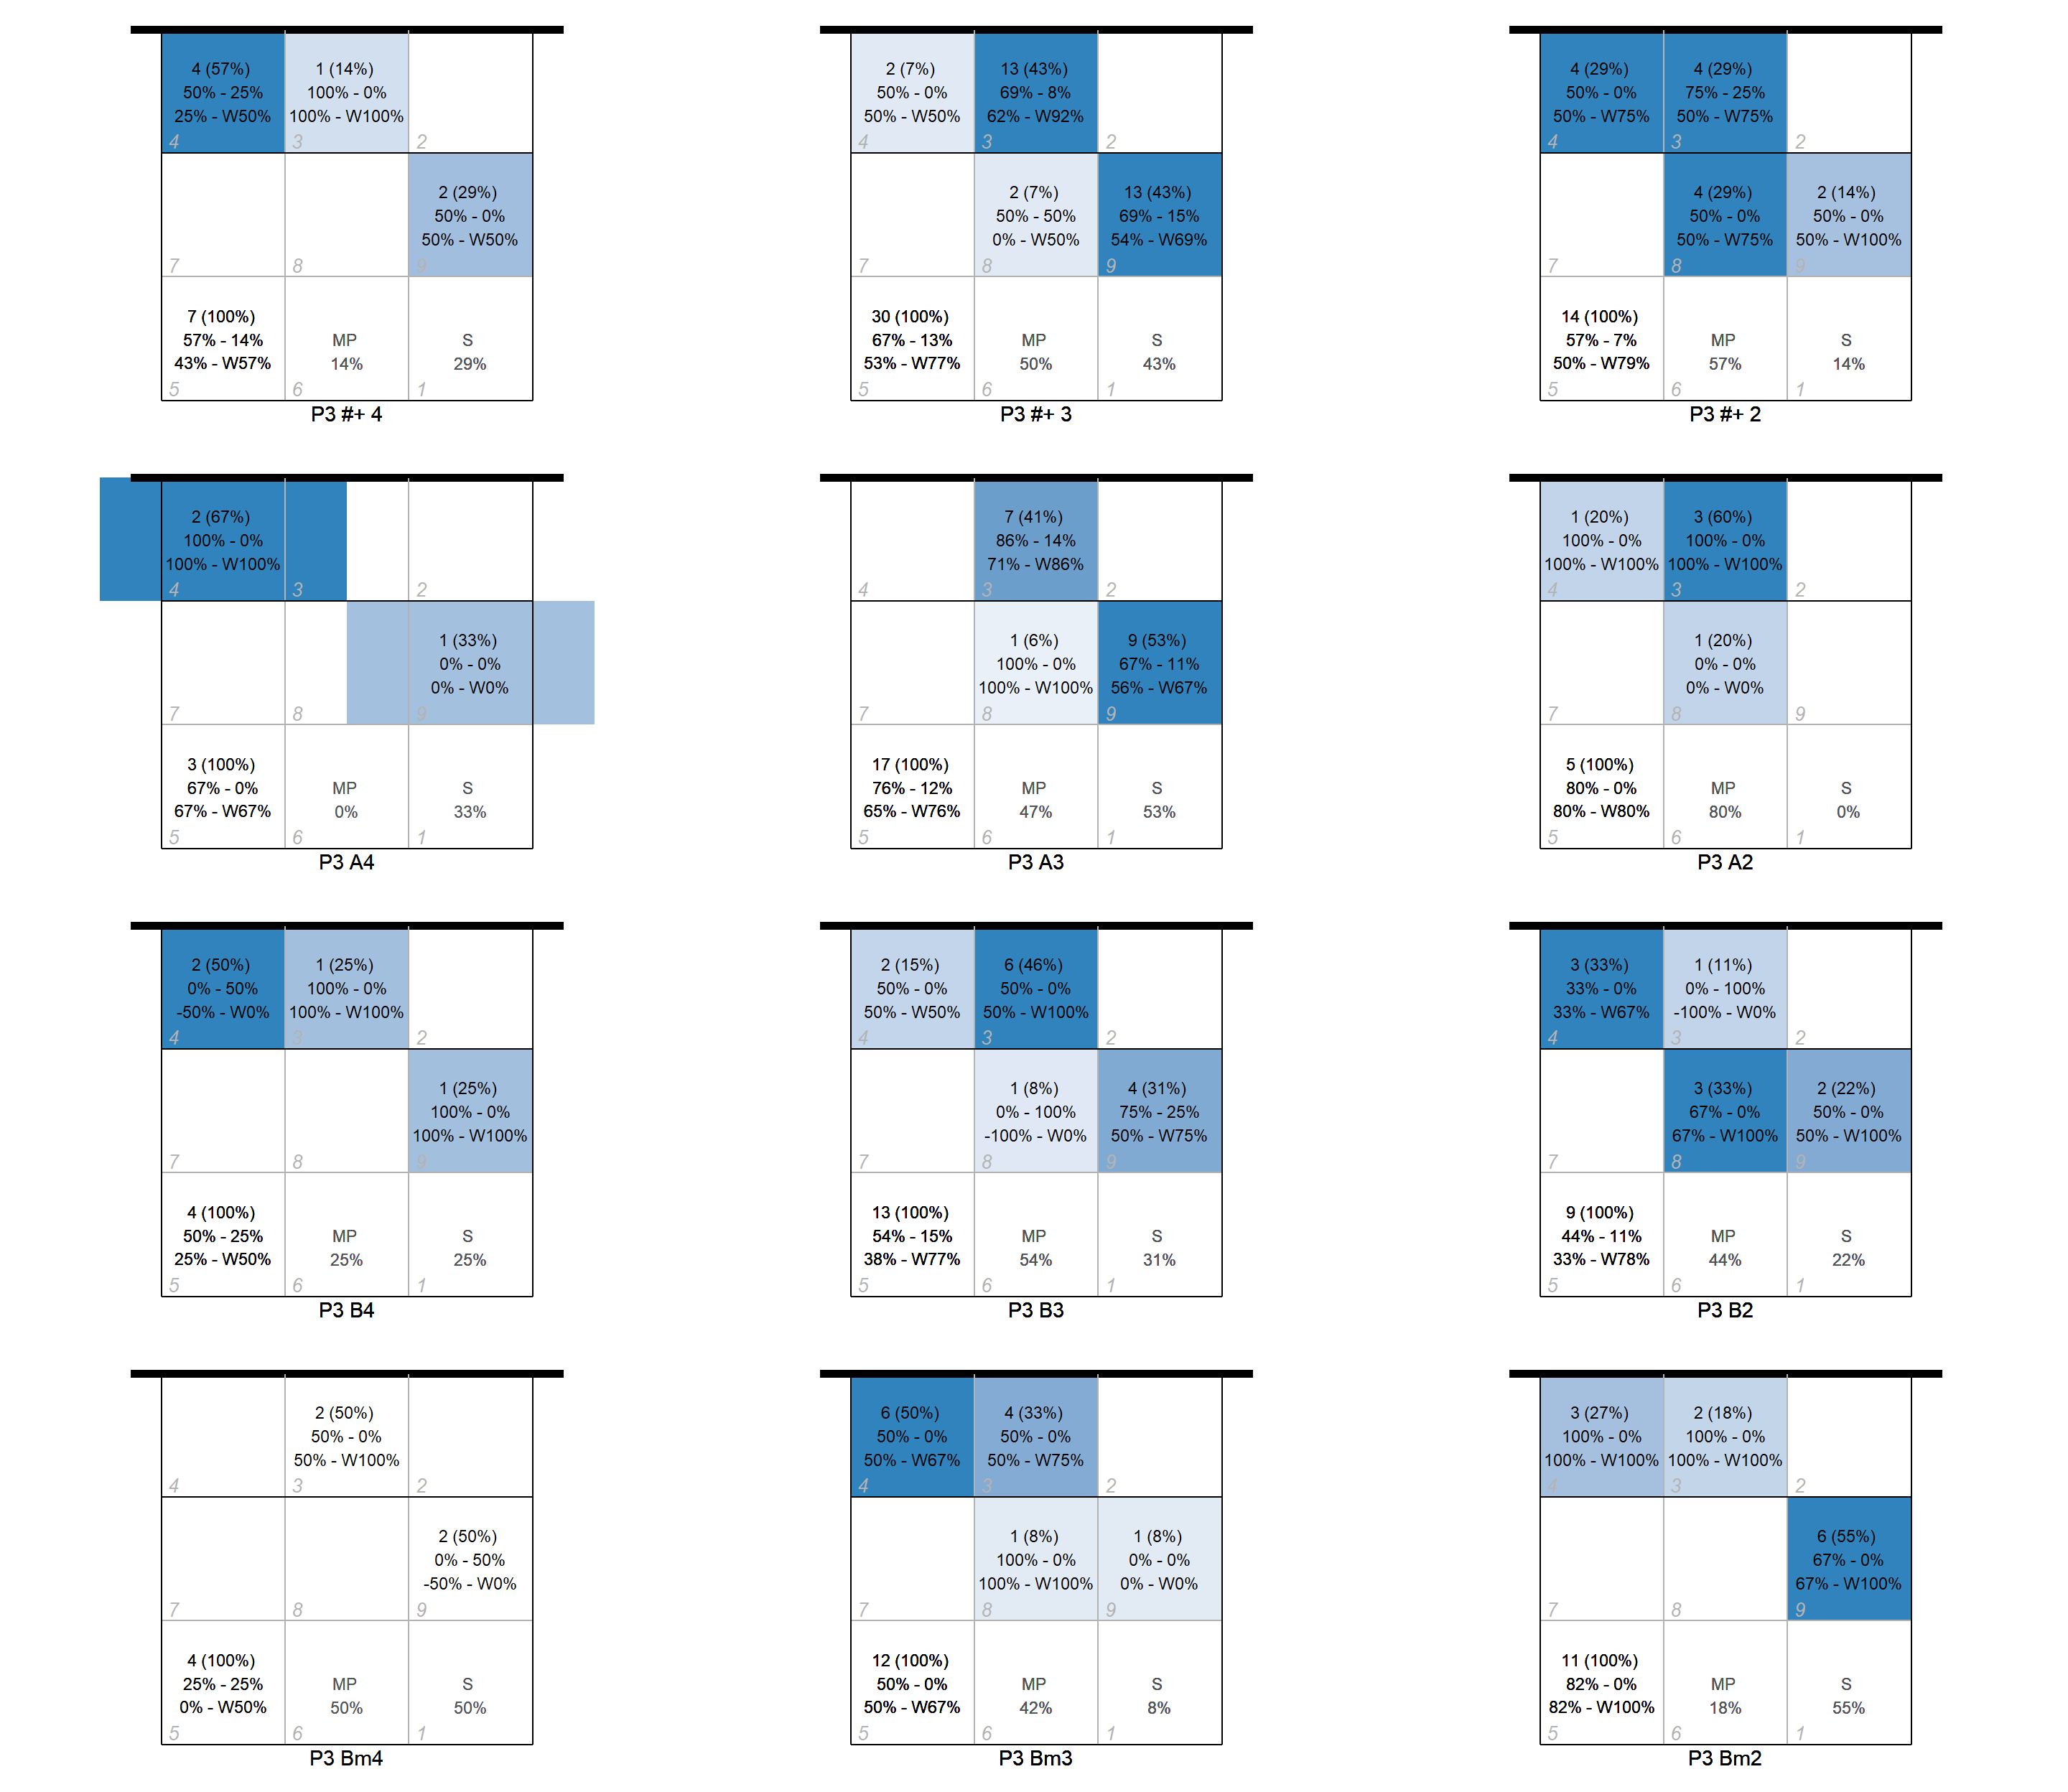 4 (57%)
50% - 25%
25% - W50%
4
1 (14%)
100% - 0%
100% - W100%
3
2
7
8
2 (29%)
50% - 0%
50% - W50%
9
7 (100%)
57% - 14%
43% - W57%
5
MP
14%
6
S
29%
1
P3 #+ 4
2 (7%)
50% - 0%
50% - W50%
4
13 (43%)
69% - 8%
62% - W92%
3
2
7
2 (7%)
50% - 50%
0% - W50%
8
13 (43%)
69% - 15%
54% - W69%
9
30 (100%)
67% - 13%
53% - W77%
5
MP
50%
6
S
43%
1
P3 #+ 3
4 (29%)
50% - 0%
50% - W75%
4
4 (29%)
75% - 25%
50% - W75%
3
2
7
4 (29%)
50% - 0%
50% - W75%
8
2 (14%)
50% - 0%
50% - W100%
9
14 (100%)
57% - 7%
50% - W79%
5
MP
57%
6
S
14%
1
P3 #+ 2
2 (67%)
100% - 0%
100% - W100%
4
3
2
7
8
1 (33%)
0% - 0%
0% - W0%
9
3 (100%)
67% - 0%
67% - W67%
5
MP
0%
6
S
33%
1
P3 A4
4
7 (41%)
86% - 14%
71% - W86%
3
2
7
1 (6%)
100% - 0%
100% - W100%
8
9 (53%)
67% - 11%
56% - W67%
9
17 (100%)
76% - 12%
65% - W76%
5
MP
47%
6
S
53%
1
P3 A3
1 (20%)
100% - 0%
100% - W100%
4
3 (60%)
100% - 0%
100% - W100%
3
2
7
1 (20%)
0% - 0%
0% - W0%
8
9
5 (100%)
80% - 0%
80% - W80%
5
MP
80%
6
S
0%
1
P3 A2
2 (50%)
0% - 50%
-50% - W0%
4
1 (25%)
100% - 0%
100% - W100%
3
2
7
8
1 (25%)
100% - 0%
100% - W100%
9
4 (100%)
50% - 25%
25% - W50%
5
MP
25%
6
S
25%
1
P3 B4
2 (15%)
50% - 0%
50% - W50%
4
6 (46%)
50% - 0%
50% - W100%
3
2
7
1 (8%)
0% - 100%
-100% - W0%
8
4 (31%)
75% - 25%
50% - W75%
9
13 (100%)
54% - 15%
38% - W77%
5
MP
54%
6
S
31%
1
P3 B3
3 (33%)
33% - 0%
33% - W67%
4
1 (11%)
0% - 100%
-100% - W0%
3
2
7
3 (33%)
67% - 0%
67% - W100%
8
2 (22%)
50% - 0%
50% - W100%
9
9 (100%)
44% - 11%
33% - W78%
5
MP
44%
6
S
22%
1
P3 B2
4
2 (50%)
50% - 0%
50% - W100%
3
2
7
8
2 (50%)
0% - 50%
-50% - W0%
9
4 (100%)
25% - 25%
0% - W50%
5
MP
50%
6
S
50%
1
P3 Bm4
6 (50%)
50% - 0%
50% - W67%
4
4 (33%)
50% - 0%
50% - W75%
3
2
7
1 (8%)
100% - 0%
100% - W100%
8
1 (8%)
0% - 0%
0% - W0%
9
12 (100%)
50% - 0%
50% - W67%
5
MP
42%
6
S
8%
1
P3 Bm3
3 (27%)
100% - 0%
100% - W100%
4
2 (18%)
100% - 0%
100% - W100%
3
2
7
8
6 (55%)
67% - 0%
67% - W100%
9
11 (100%)
82% - 0%
82% - W100%
5
MP
18%
6
S
55%
1
P3 Bm2